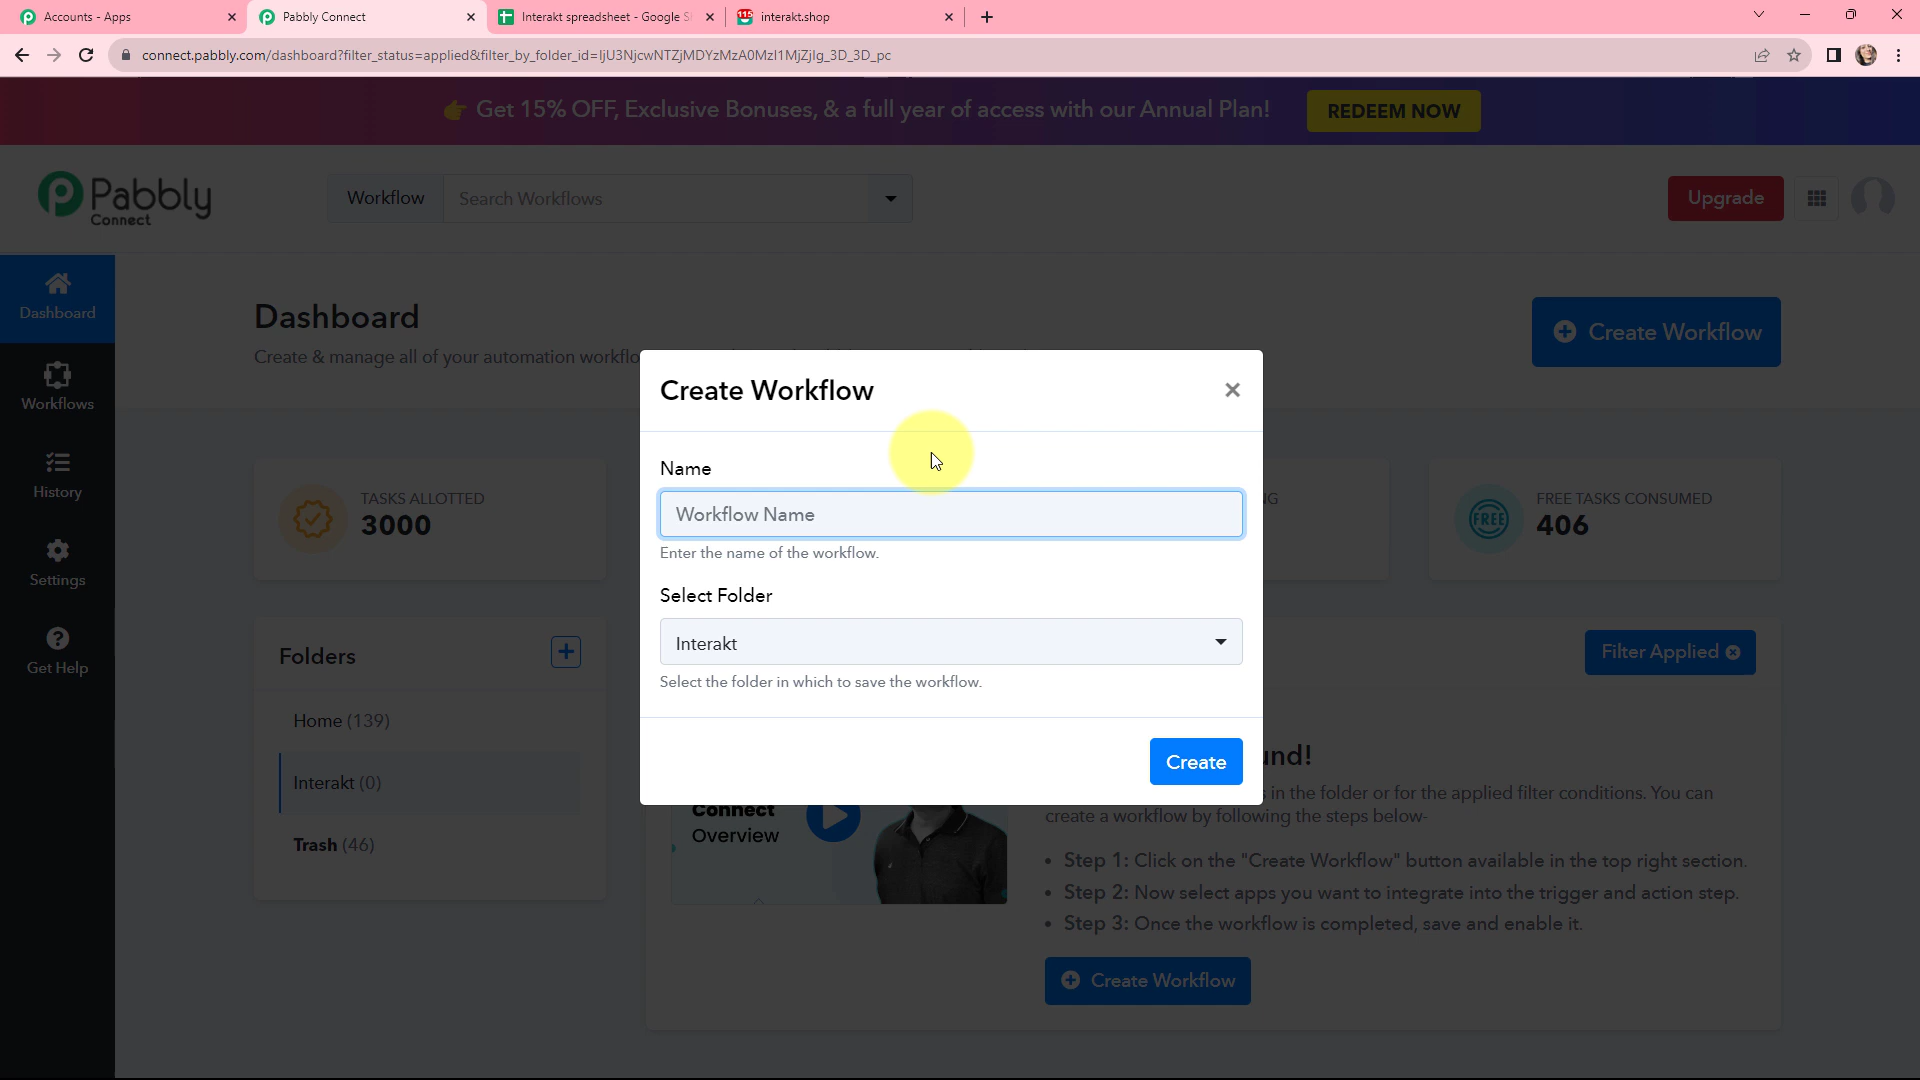 Accounts - Apps
Pabbly Connect
Interakt spreadsheet - Google S
interakt.shop
connect.pabbly.com/dashboard?filter_status=applied&filter_by_folder_id=IjU3NjcwNTZjMDYzMzA0MzI1MjZjIg_3D_3D_pc
👉 Get 15% OFF, Exclusive Bonuses, & a full year of access with our Annual Plan!
REDEEM NOW
Pabbly
Connect
Workflow
Search Workflows
Upgrade
Dashboard
Workflows
History
Settings
Get Help
Dashboard
Create & manage all of your automation workflo
Create Workflow
TASKS ALLOTTED
3000
NG
FREE
FREE TASKS CONSUMED
406
Folders
Home (139)
Interakt (0)
Trash (46)
Filter Applied
Create Workflow
Name
Workflow Name
Enter the name of the workflow.
Select Folder
Interakt
Select the folder in which to save the workflow.
Create
Connect
Overview
und!
in the folder or for the applied filter conditions. You can
create a workflow by following the steps below-
• Step 1: Click on the "Create Workflow" button available in the top right section.
• Step 2: Now select apps you want to integrate into the trigger and action step.
• Step 3: Once the workflow is completed, save and enable it.
Create Workflow